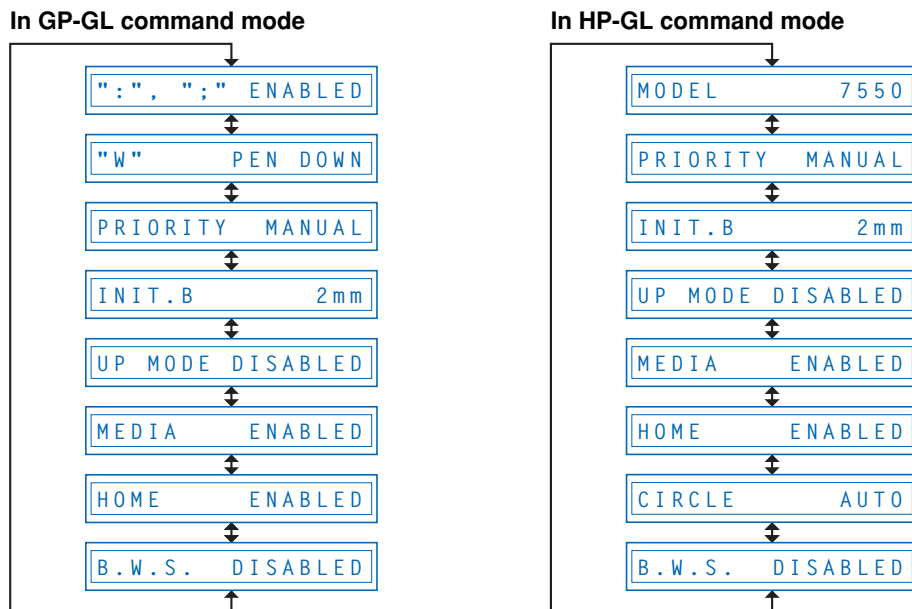 In GP-GL command mode
":", ";" ENABLED
"W" PEN DOWN
PRIORITY MANUAL
INIT.B 2mm
UP MODE DISABLED
MEDIA ENABLED
HOME ENABLED
B.W.S. DISABLED
In HP-GL command mode
MODEL 7550
PRIORITY MANUAL
INIT.B 2mm
UP MODE DISABLED
MEDIA ENABLED
HOME ENABLED
CIRCLE AUTO
B.W.S. DISABLED